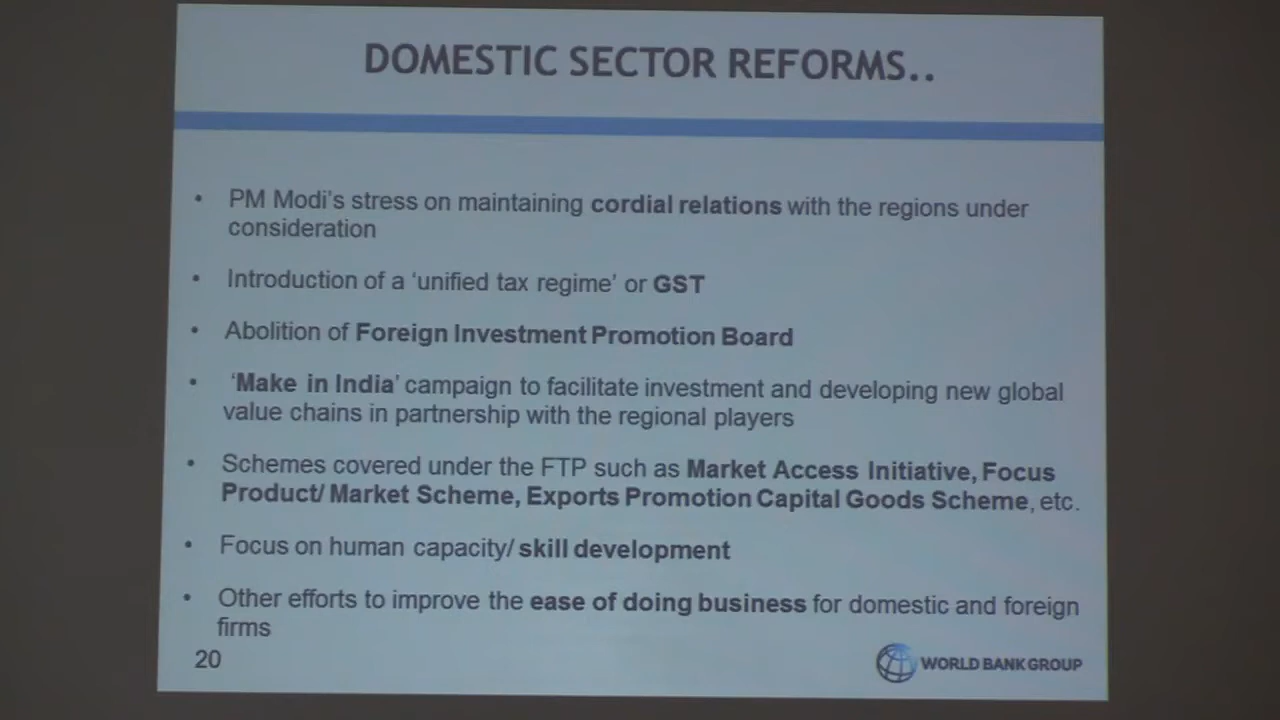 DOMESTIC SECTOR REFORMS..
• PM Modi's stress on maintaining cordial relations with the regions under
consideration
• Introduction of a ‘unified tax regime’ or GST
• Abolition of Foreign Investment Promotion Board
• ‘Make in India’ campaign to facilitate investment and developing new global
value chains in partnership with the regional players
• Schemes covered under the FTP such as Market Access Initiative, Focus
Product/ Market Scheme, Exports Promotion Capital Goods Scheme, etc.
• Focus on human capacity/ skill development
• Other efforts to improve the ease of doing business for domestic and foreign
firms
20
WORLD BANK GROUP